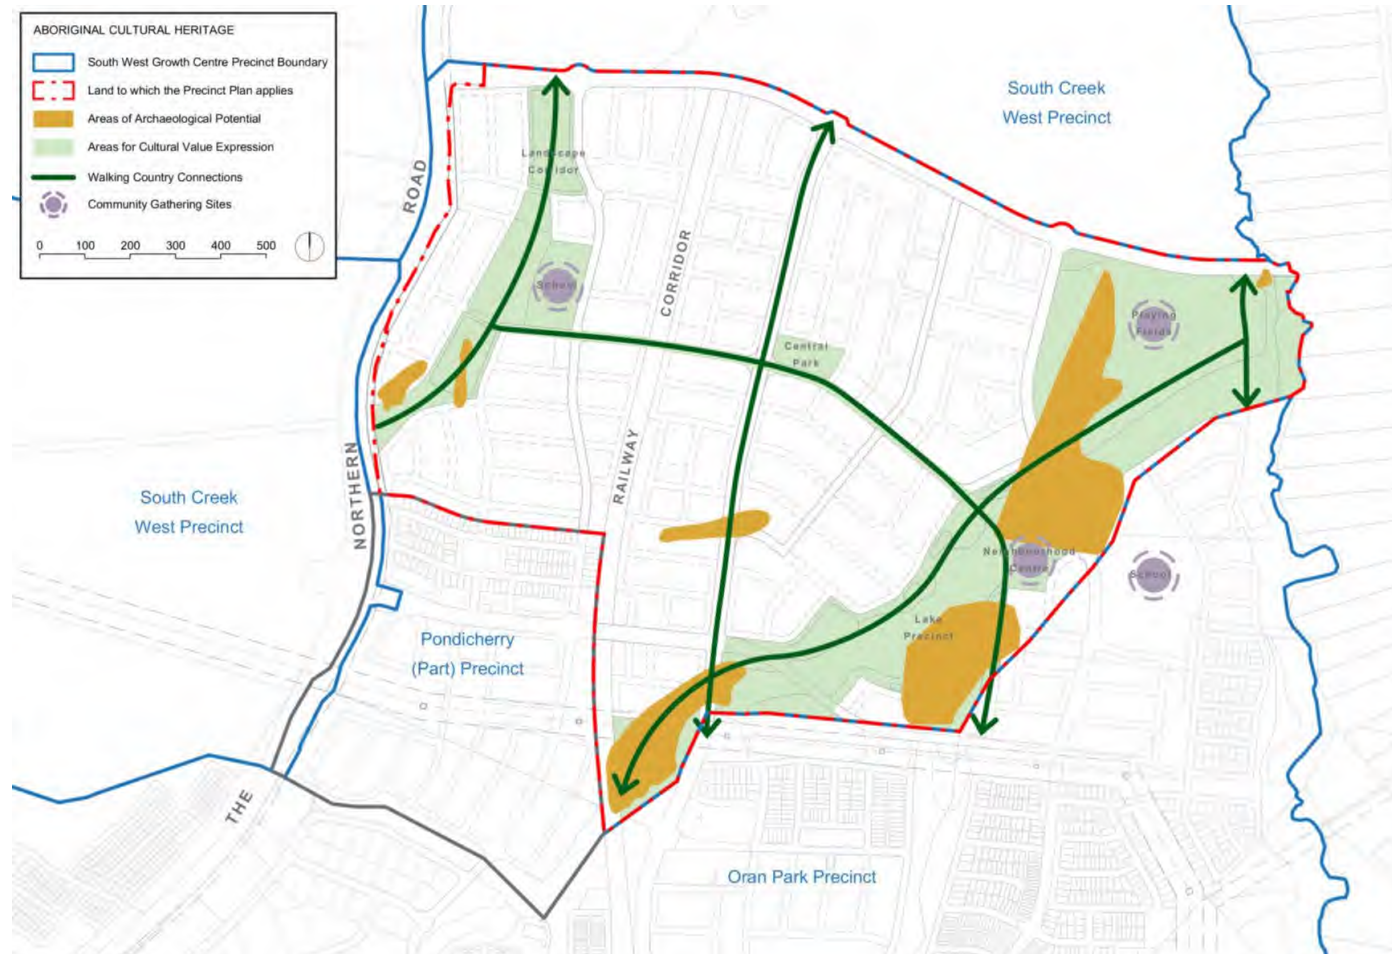 ABORIGINAL CULTURAL HERITAGE
South West Growth Centre Precinct Boundary
Land to which the Precinct Plan applies
Areas of Archaeological Potential
Areas for Cultural Value Expression
Walking Country Connections
Community Gathering Sites
0 100 200 300 400 500
South Creek
West Precinct
Landscape
Corridor
ROAD
CORRIDOR
School
Playing
Fields
Central
Park
RAILWAY
NORTHERN
South Creek
West Precinct
Neighbourhood
Centre
School
Lake
Precinct
Pondicherry
(Part) Precinct
THE
Oran Park Precinct